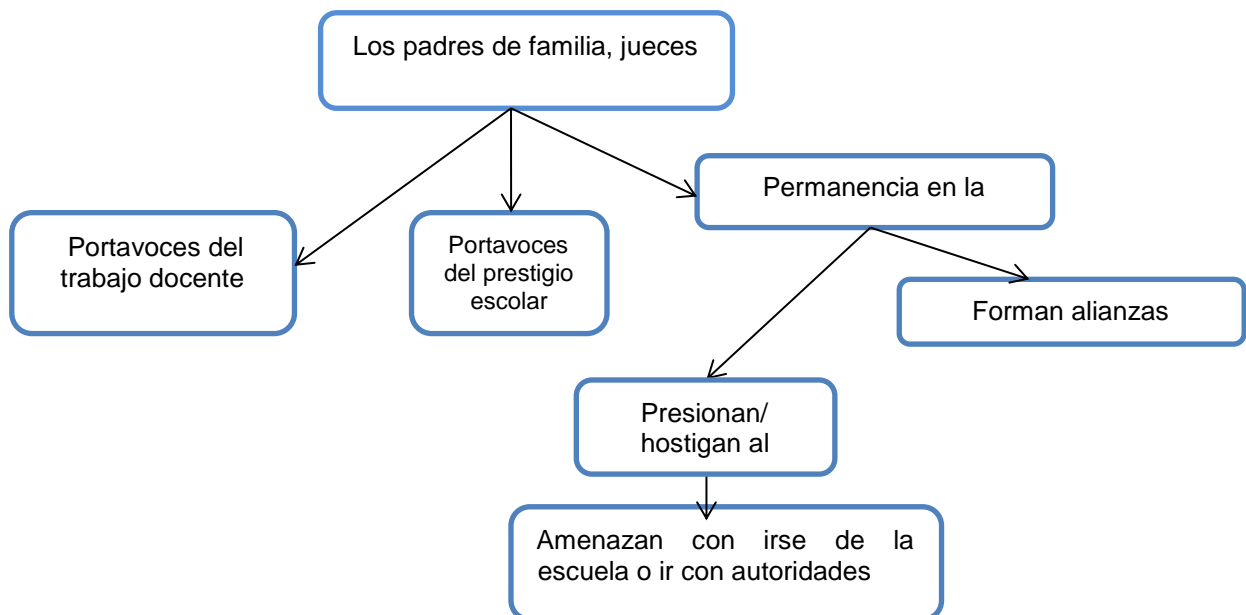 Los padres de familia, jueces
Permanencia en la
Portavoces del
trabajo docente
Portavoces
del prestigio
escolar
Forman alianzas
Presionan/
hostigan al
Amenazan con irse de la
escuela o ir con autoridades